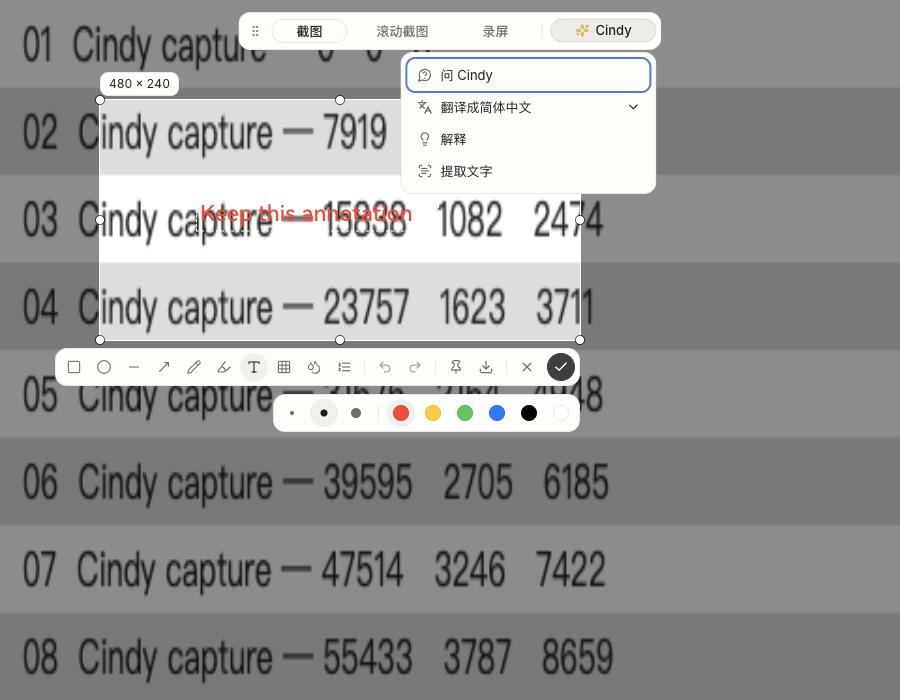 截图 滚动截图 录屏 Cindy
01 Cindy capture
480 × 240
问 Cindy
翻译成简体中文
解释
提取文字
02 Cindy capture — 7919
Keep this annotation
03 Cindy capture — 15838 1082 2474
04 Cindy capture — 23757 1623 3711
T
05
06 Cindy capture — 39595 2705 6185
07 Cindy capture — 47514 3246 7422
08 Cindy capture — 55433 3787 8659